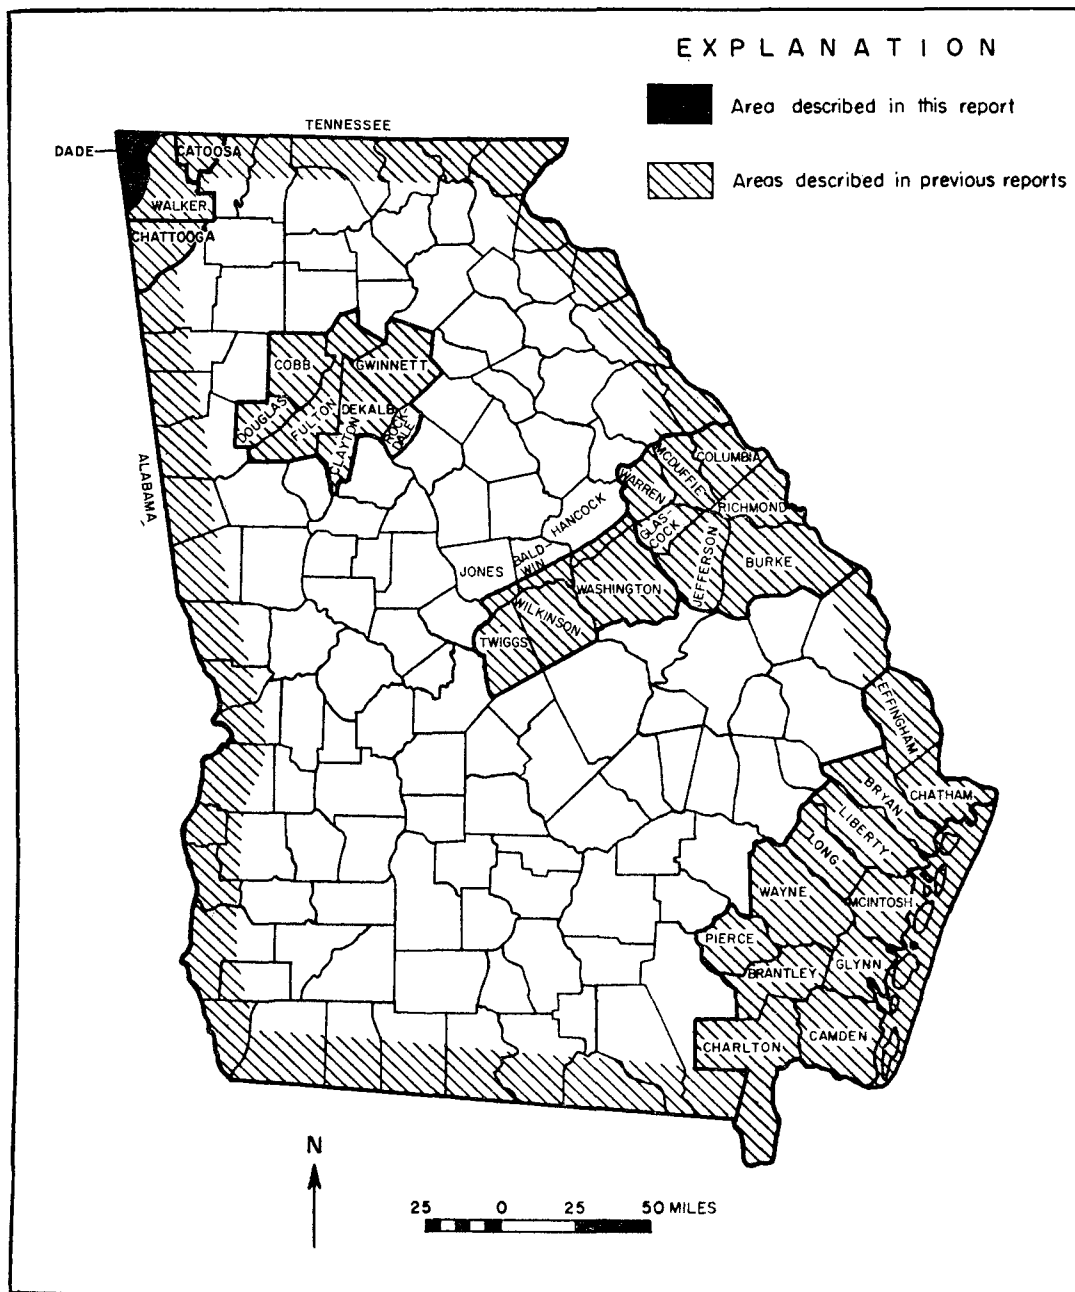 EXPLANATION
Area described in this report
Areas described in previous reports
TENNESSEE
DADE
CATOOSA
WALKER
CHATTOOGA
ALABAMA
COBB
GWINNETT
DOUGLAS
FULTON
DEKALB
ROCK-
DALE
CLAYTON
MCDUFFIE
COLUMBIA
WARREN
RICHMOND
HANCOCK
GLAS-
COCK
JEFFERSON
BURKE
JONES
BALD-
WIN
WASHINGTON
WILKINSON
TWIGGS
EFFINGHAM
BRYAN
CHATHAM
LIBERTY
LONG
WAYNE
MCINTOSH
PIERCE
BRANTLEY
GLYNN
CHARLTON
CAMDEN
N
25 0 25 50 MILES